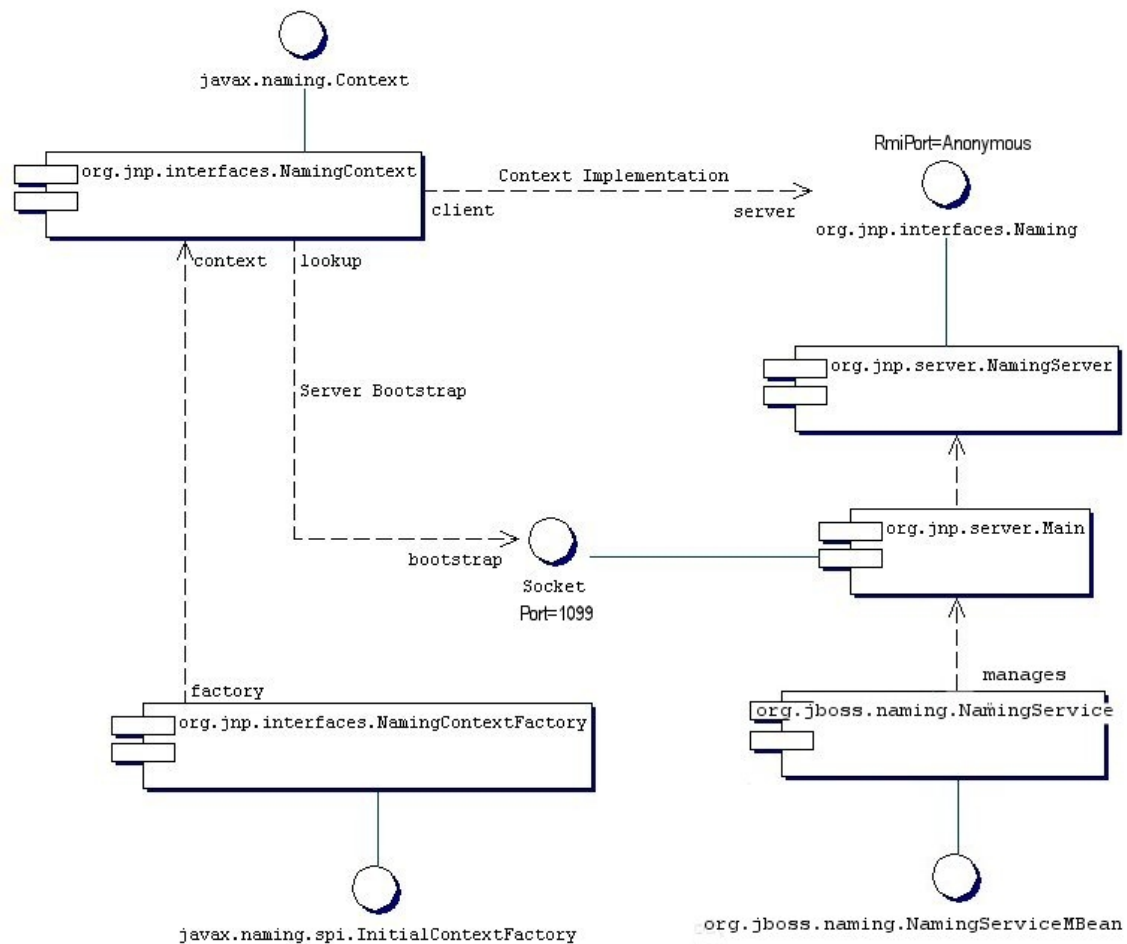 javax.naming.Context
org.jnp.interfaces.NamingContext
Context Implementation
client
server
RmiPort=Anonymous
org.jnp.interfaces.Naming
context
lookup
Server Bootstrap
org.jnp.server.NamingServer
bootstrap
Socket
Port=1099
org.jnp.server.Main
manages
factory
org.jnp.interfaces.NamingContextFactory
org.jboss.naming.NamingService
javax.naming.spi.InitialContextFactory
org.jboss.naming.NamingServiceMBean